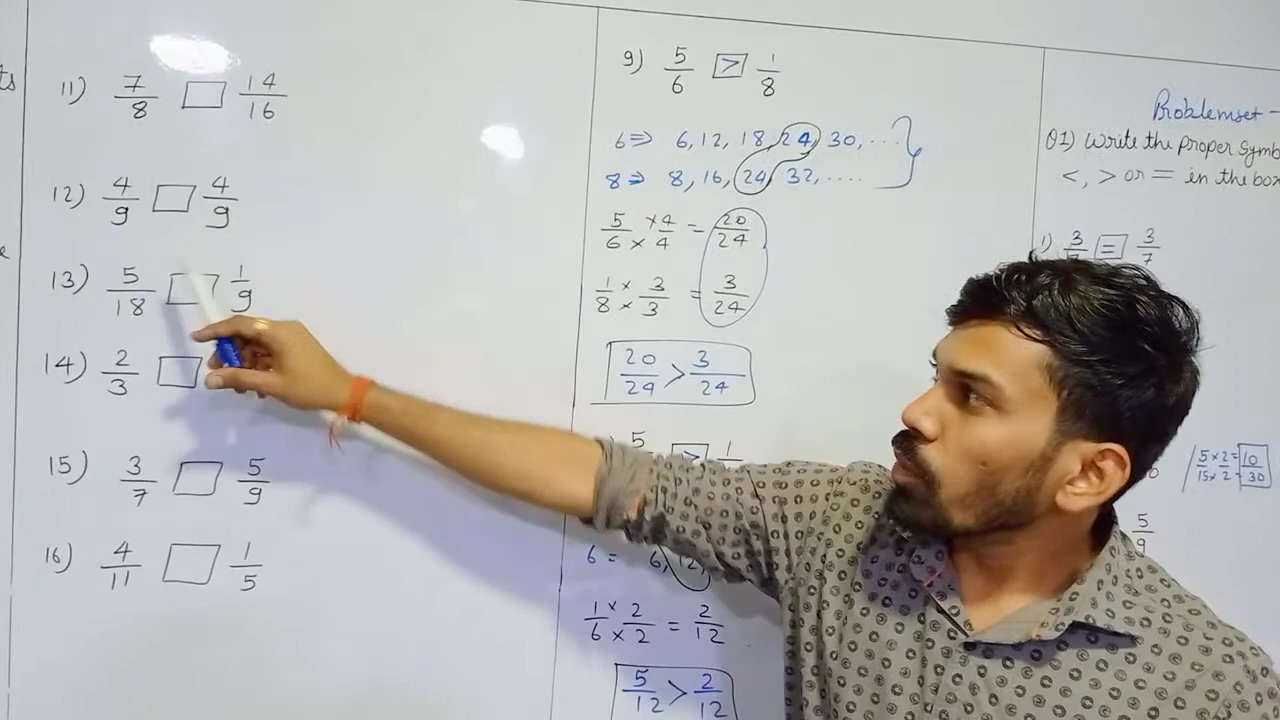 11) 7/8 □ 14/16
12) 4/9 □ 4/9
13) 5/18 □ 1/9
14) 2/3 □
15) 3/7 □ 5/9
16) 4/11 □ 1/5
9) 5/6 > 1/8
6⇒ 6, 12, 18, 24, 30, ...
8⇒ 8, 16, 24, 32, ....
5/6 × 4/4 = 20/24
1/8 × 3/3 = 3/24
20/24 > 3/24
5 > 1
6 = 6, 12,
1/6 × 2/2 = 2/12
5/12 > 2/12
Problemset -
Q1) Write the proper symb
<, > or = in the box
1) 3/7 = 3/7
5/15 × 2/2 = 10/30
5/9